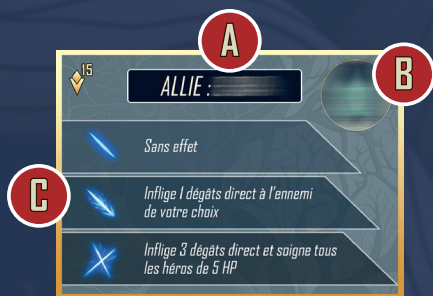 A
B
15
ALLIE :
Sans effet
C
Inflige 1 dégâts direct à l'ennemi
de votre choix
Inflige 3 dégâts direct et soigne tous
les héros de 5 HP